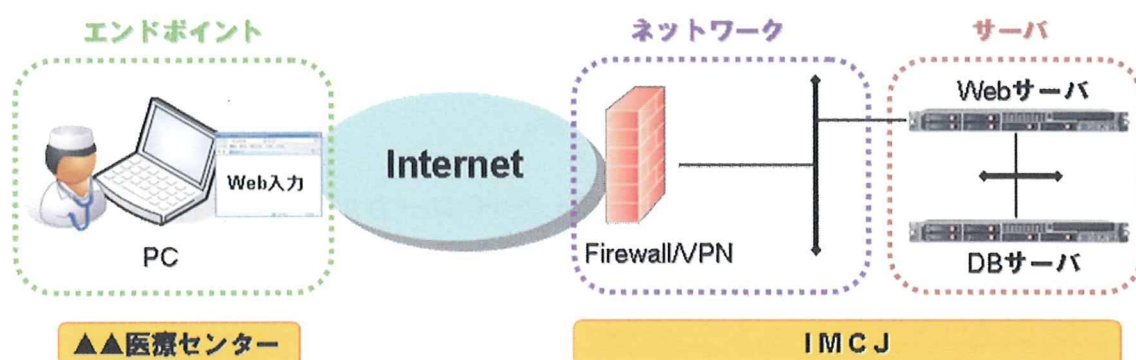 エンドポイント
ネットワーク
サーバ
Webサーバ
Internet
Web入力
PC
Firewall/VPN
DBサーバ
▲▲医療センター
IMCJ